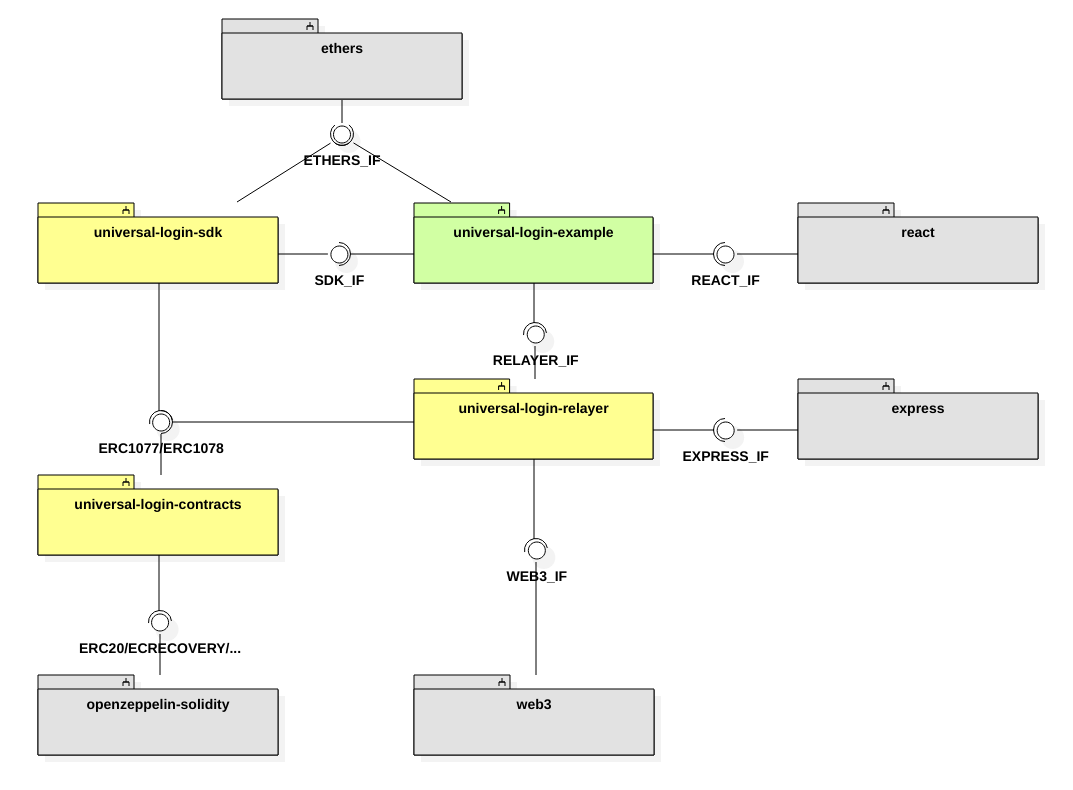 ethers
ETHERS_IF
universal-login-sdk
universal-login-example
react
SDK_IF
REACT_IF
RELAYER_IF
universal-login-relayer
express
ERC1077/ERC1078
EXPRESS_IF
universal-login-contracts
WEB3_IF
ERC20/ECRECOVERY/...
openzeppelin-solidity
web3